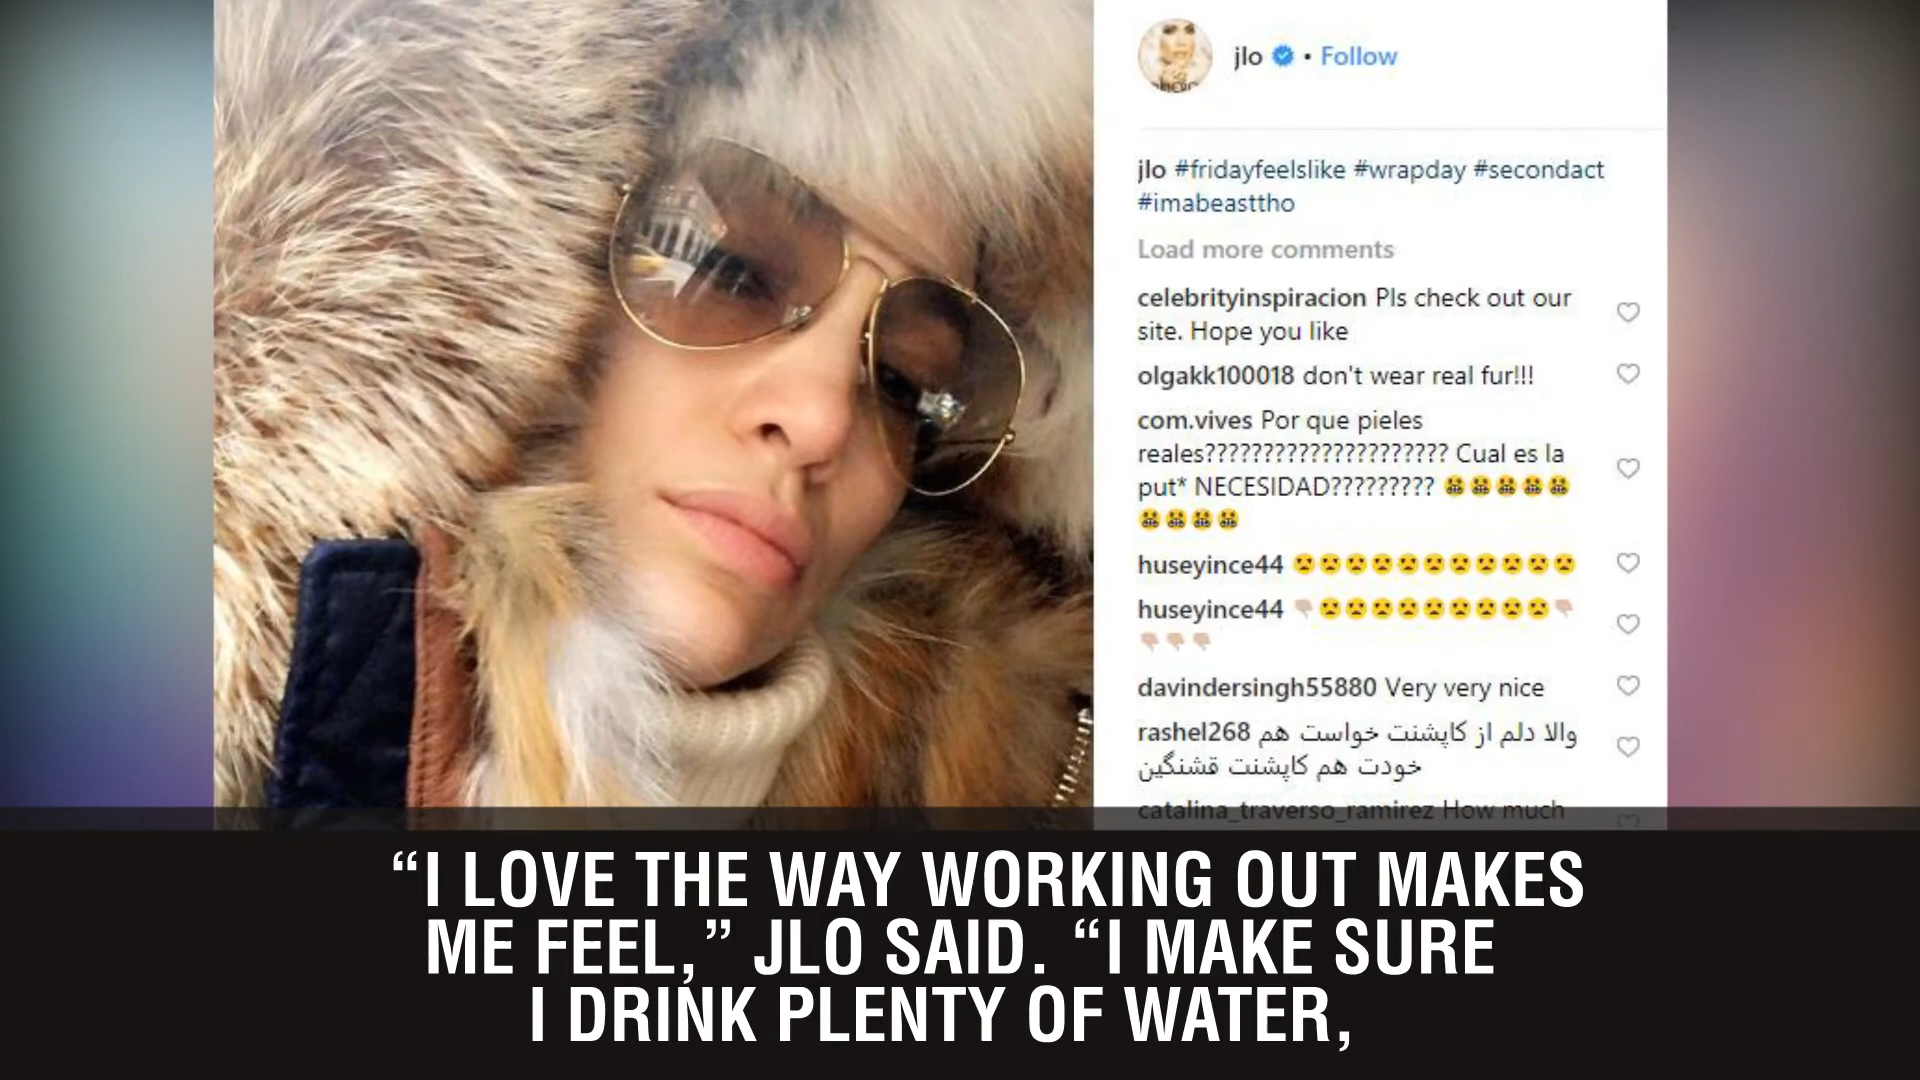 jlo • Follow
jlo #fridayfeelslike #wrapday #secondact
#imabeasttho
Load more comments
celebrityinspiracion Pls check out our
site. Hope you like
olgakk100018 don't wear real fur!!!
com.vives Por que pieles
reales????????????????????? Cual es la
put* NECESIDAD????????? 😬😬😬😬😬
😬😬😬😬
huseyince44 😟😟😟😟😟😟😟😟😟😟😟
huseyince44 👎🏻😟😟😟😟😟😟😟😟😟👎🏻
👎🏻👎🏻👎🏻
davindersingh55880 Very very nice
rashel268 والا دلم از کاپشنت خواست هم
خودت هم کاپشنت قشنگین
catalina_traverso_ramirez How much
“I LOVE THE WAY WORKING OUT MAKES
ME FEEL,” JLO SAID. “I MAKE SURE
I DRINK PLENTY OF WATER,